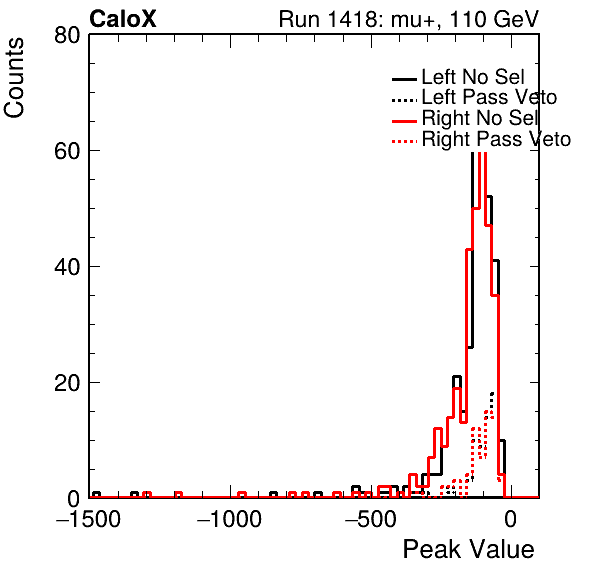 CaloX Run 1418: mu+, 110 GeV
Counts
80
60
40
20
0
Left No Sel
Left Pass Veto
Right No Sel
Right Pass Veto
−1500 −1000 −500 0
Peak Value